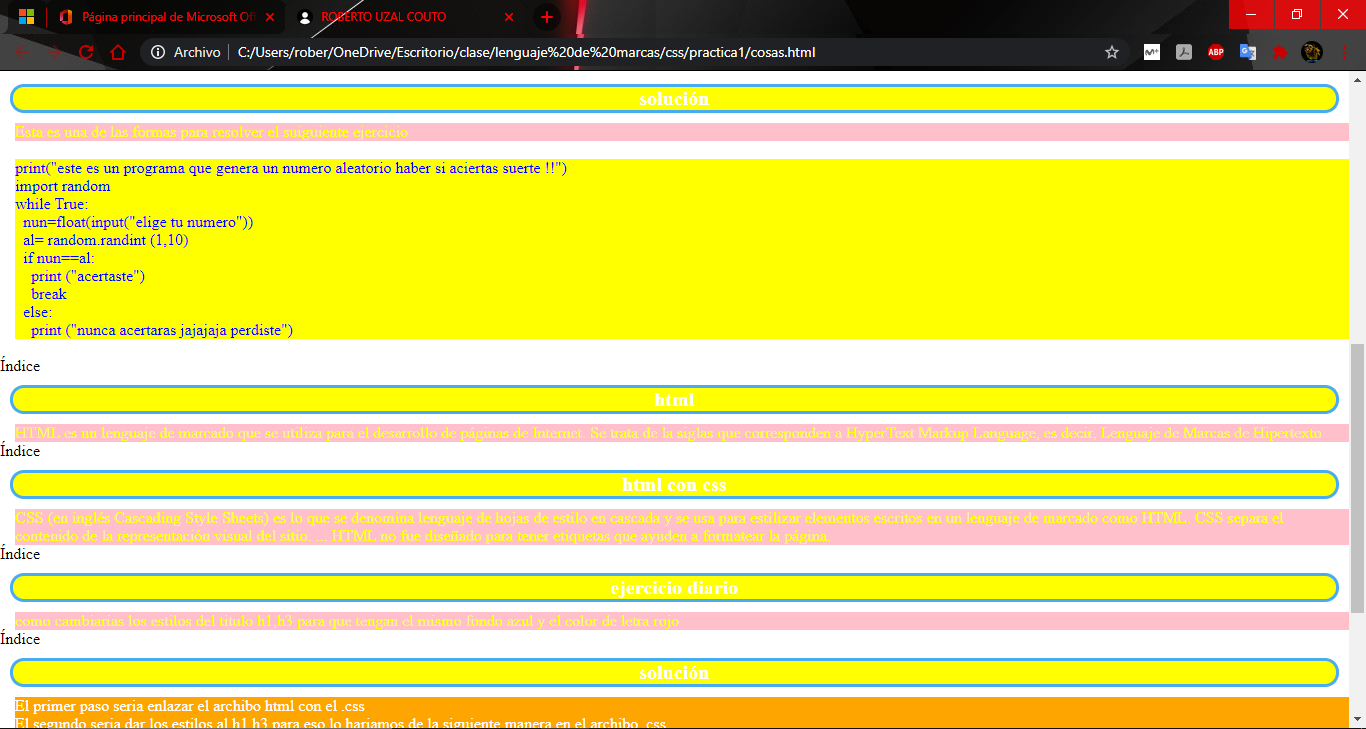 Página principal de Microsoft Of
ROBERTO UZAL COUTO
Archivo
C:/Users/rober/OneDrive/Escritorio/clase/lenguaje%20de%20marcas/css/practica1/cosas.html
M+
ABP
solución
Esta es una de las formas para resolver el suiguiente ejercicio
print("este es un programa que genera un numero aleatorio haber si aciertas suerte !!")
import random
while True:
nun=float(input("elige tu numero"))
al= random.randint (1,10)
if nun==al:
print ("acertaste")
break
else:
print ("nunca acertaras jajajaja perdiste")
Índice
html
HTML es un lenguaje de marcado que se utiliza para el desarrollo de páginas de Internet. Se trata de la siglas que corresponden a HyperText Markup Language, es decir, Lenguaje de Marcas de Hipertexto
Índice
html con css
CSS (en inglés Cascading Style Sheets) es lo que se denomina lenguaje de hojas de estilo en cascada y se usa para estilizar elementos escritos en un lenguaje de marcado como HTML. CSS separa el
contenido de la representación visual del sitio. ... HTML no fue diseñado para tener etiquetas que ayuden a formatear la página.
Índice
ejercicio diario
como cambiarias los estilos del titulo h1,h3 para que tengan el mismo fondo azul y el color de letra rojo
Índice
solución
El primer paso seria enlazar el archibo html con el .css
El segundo seria dar los estilos al h1,h3 para eso lo hariamos de la siguiente manera en el archibo .css